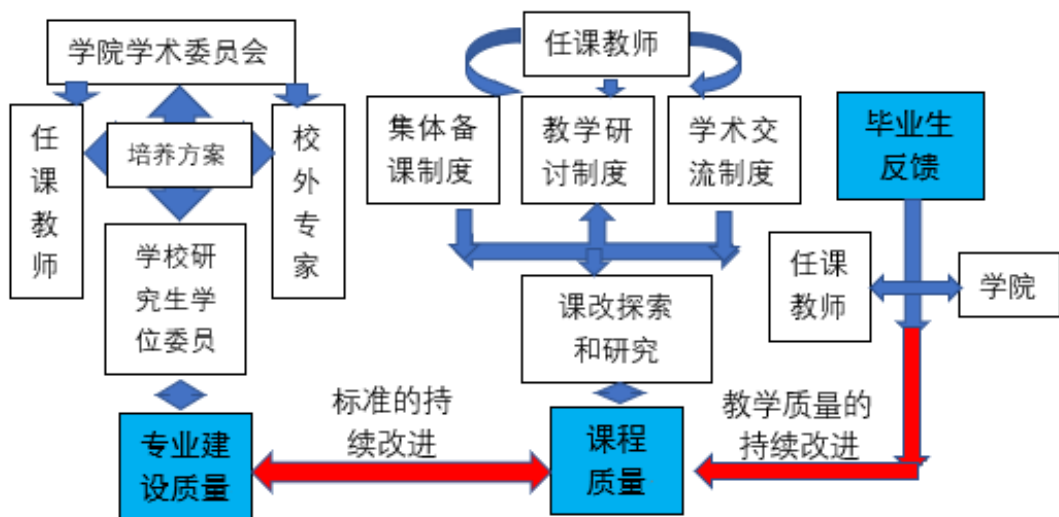 学院学术委员会
任
课
教
师
培养方案
校
外
专
家
学校研
究生学
位委员
专业建
设质量
标准的持
续改进
任课教师
集体备
课制度
教学研
讨制度
学术交
流制度
课改探索
和研究
课程
质量
教学质量的
持续改进
毕业生
反馈
任课
教师
学院